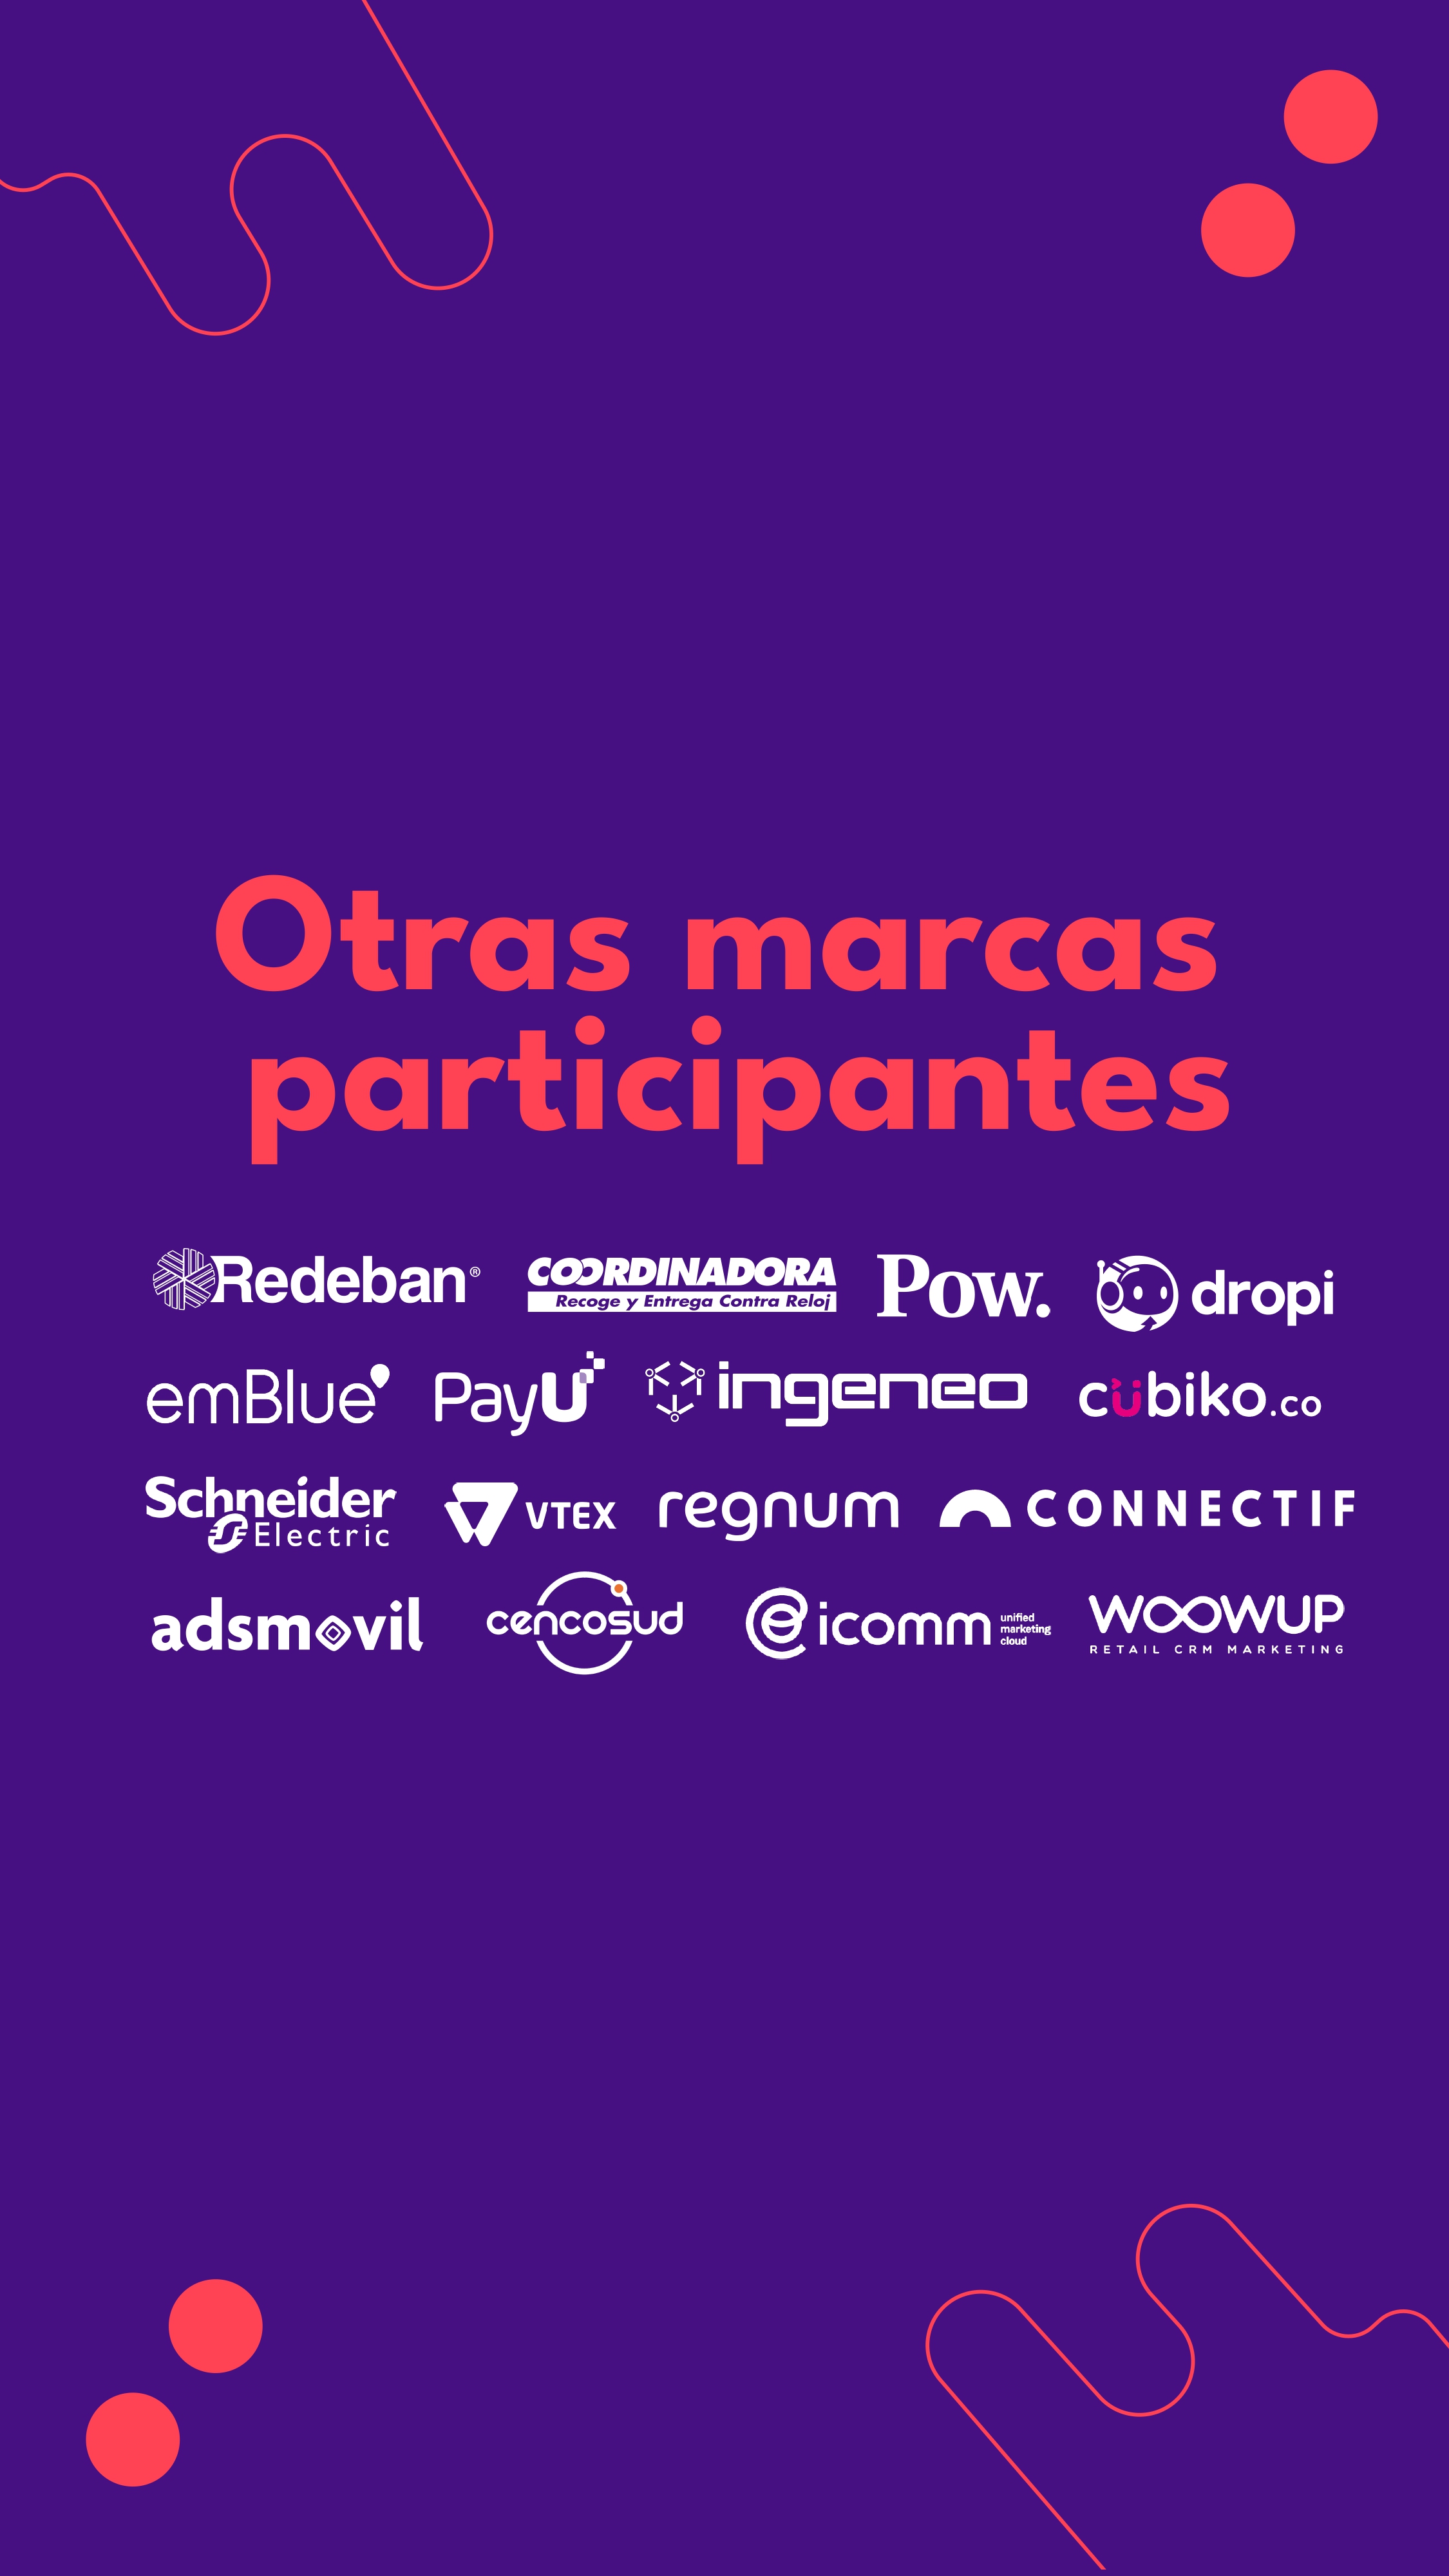 Otras marcas
participantes
Redeban®
COORDINADORA
Recoge y Entrega Contra Reloj
Pow.
dropi
emBlue
PayU
ingeneo
cübiko.co
Schneider
Electric
VTEX
regnum
CONNECTIF
adsmovil
cencosud
icomm
unified
marketing
cloud
WOOWUP
RETAIL CRM MARKETING